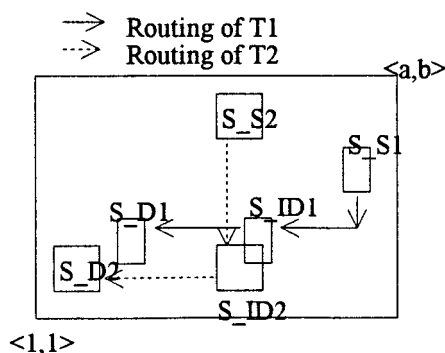 Routing of T1
Routing of T2
<a,b>
S_S2
S_S1
S_D1
S_ID1
S_D2
S_ID2
<1,1>